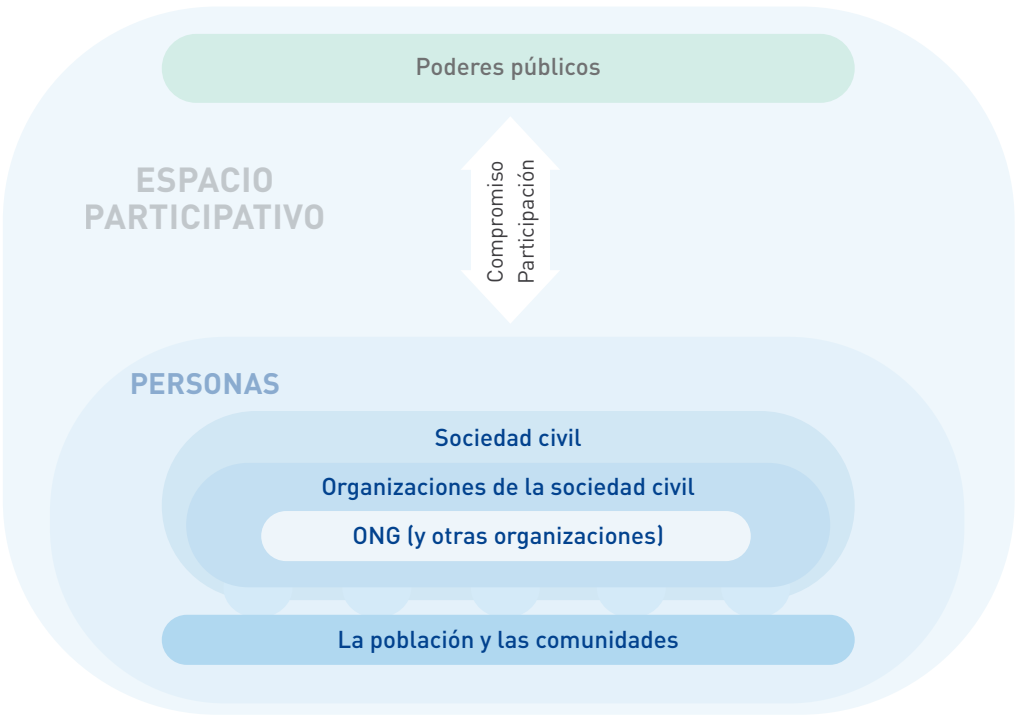 Poderes públicos
ESPACIO
PARTICIPATIVO
Compromiso
Participación
PERSONAS
Sociedad civil
Organizaciones de la sociedad civil
ONG (y otras organizaciones)
La población y las comunidades